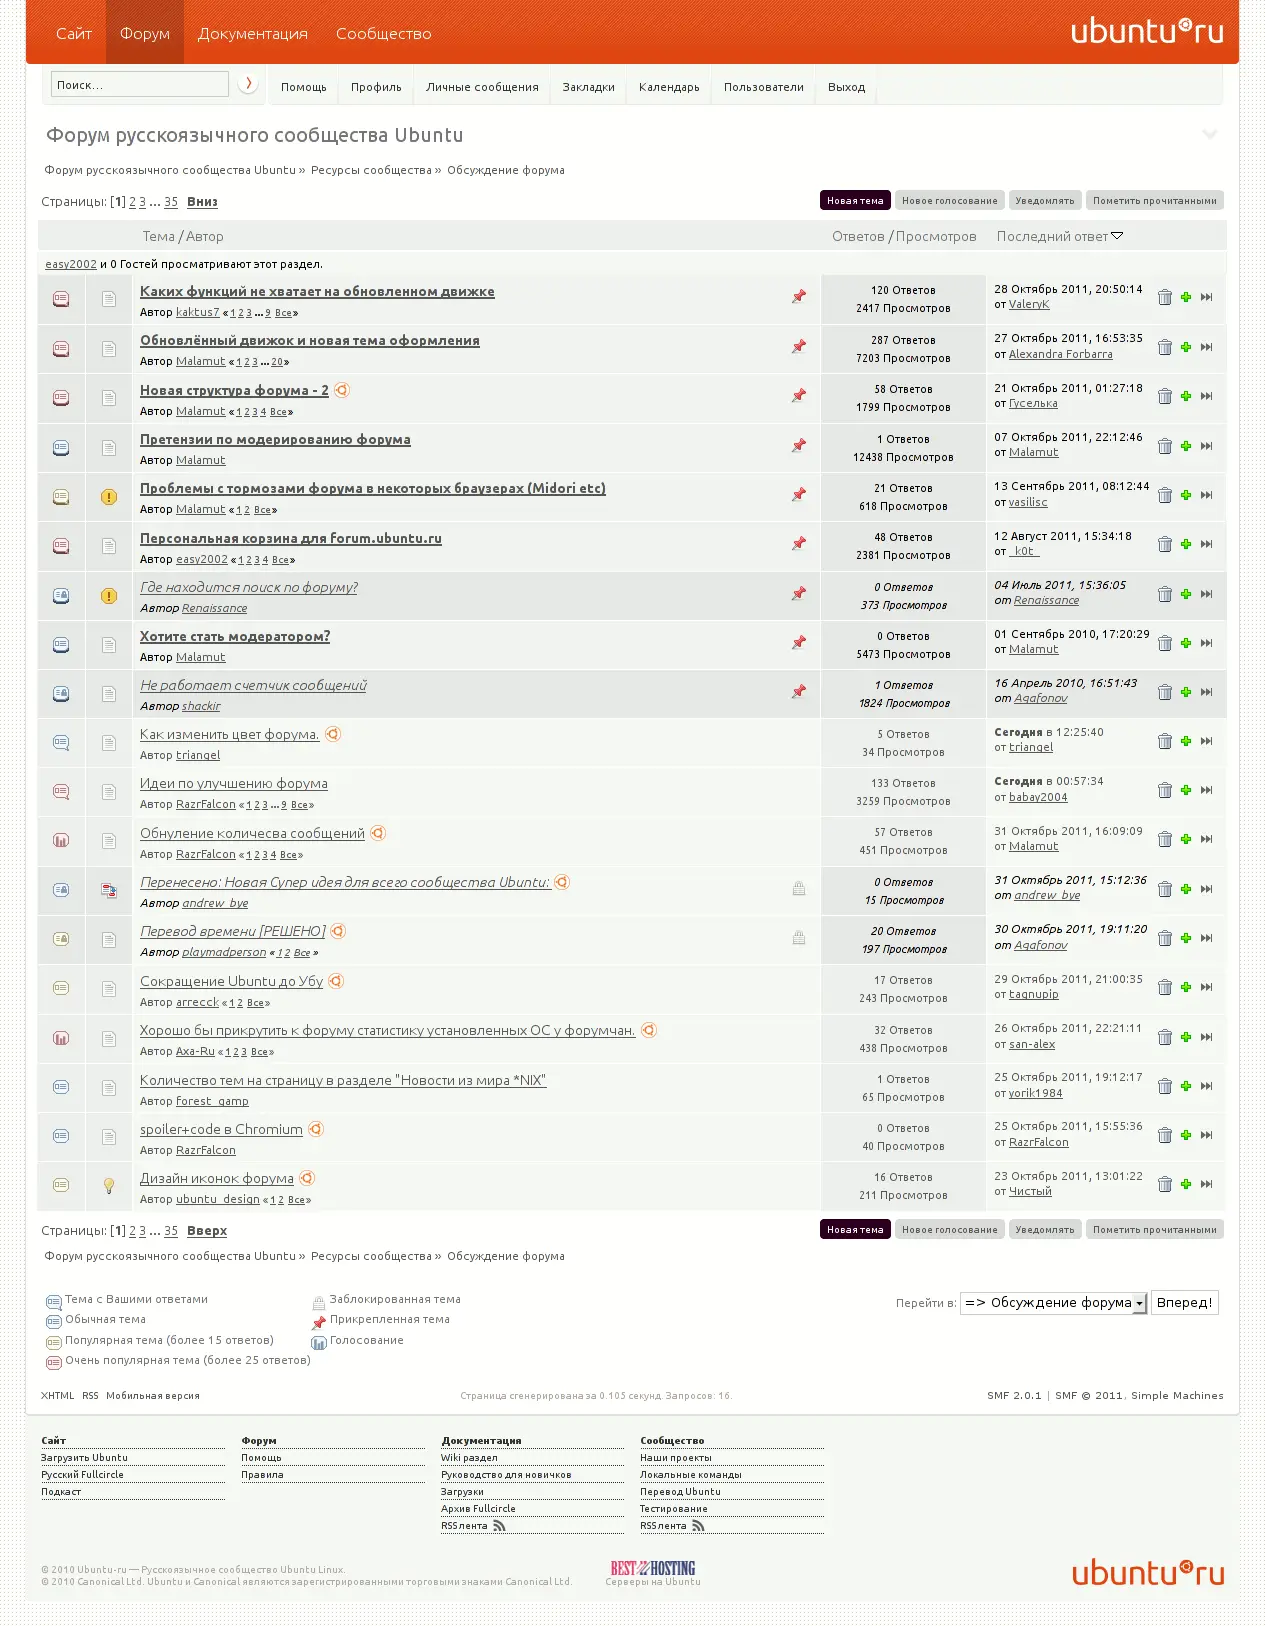 Сайт Форум Документация Сообщество ubuntu ru
Поиск... Помощь Профиль Личные сообщения Закладки Календарь Пользователи Выход
Форум русскоязычного сообщества Ubuntu
Форум русскоязычного сообщества Ubuntu » Ресурсы сообщества » Обсуждение форума
Страницы: [1] 2 3 ... 35 Вниз Новая тема Новое голосование Уведомлять Пометить прочитанными
Тема / Автор Ответов / Просмотров Последний ответ
easy2002 и 0 Гостей просматривают этот раздел.
Каких функций не хватает на обновленном движке
Автор kaktus7 « 1 2 3 ... 9 Все »
120 Ответов
2417 Просмотров
28 Октябрь 2011, 20:50:14
от ValeryK
Обновлённый движок и новая тема оформления
Автор Malamut « 1 2 3 ... 20 »
287 Ответов
7203 Просмотров
27 Октябрь 2011, 16:53:35
от Alexandra Forbarra
Новая структура форума - 2
Автор Malamut « 1 2 3 4 Все »
58 Ответов
1799 Просмотров
21 Октябрь 2011, 01:27:18
от Гуселька
Претензии по модерированию форума
Автор Malamut
1 Ответов
12438 Просмотров
07 Октябрь 2011, 22:12:46
от Malamut
Проблемы с тормозами форума в некоторых браузерах (Midori etc)
Автор Malamut « 1 2 Все »
21 Ответов
618 Просмотров
13 Сентябрь 2011, 08:12:44
от vasilisc
Персональная корзина для forum.ubuntu.ru
Автор easy2002 « 1 2 3 4 Все »
48 Ответов
2381 Просмотров
12 Август 2011, 15:34:18
от _k0t_
Где находится поиск по форуму?
Автор Renaissance
0 Ответов
373 Просмотров
04 Июль 2011, 15:36:05
от Renaissance
Хотите стать модератором?
Автор Malamut
0 Ответов
5473 Просмотров
01 Сентябрь 2010, 17:20:29
от Malamut
Не работает счетчик сообщений
Автор shackir
1 Ответов
1824 Просмотров
16 Апрель 2010, 16:51:43
от Agafonov
Как изменить цвет форума.
Автор triangel
5 Ответов
34 Просмотров
Сегодня в 12:25:40
от triangel
Идеи по улучшению форума
Автор RazrFalcon « 1 2 3 ... 9 Все »
133 Ответов
3259 Просмотров
Сегодня в 00:57:34
от babay2004
Обнуление количесва сообщений
Автор RazrFalcon « 1 2 3 4 Все »
57 Ответов
451 Просмотров
31 Октябрь 2011, 16:09:09
от Malamut
Перенесено: Новая Супер идея для всего сообщества Ubuntu:
Автор andrew_bye
0 Ответов
15 Просмотров
31 Октябрь 2011, 15:12:36
от andrew_bye
Перевод времени [РЕШЕНО]
Автор playmadperson « 1 2 Все »
20 Ответов
197 Просмотров
30 Октябрь 2011, 19:11:20
от Agafonov
Сокращение Ubuntu до Убу
Автор arrecck « 1 2 Все »
17 Ответов
243 Просмотров
29 Октябрь 2011, 21:00:35
от tagnupip
Хорошо бы прикрутить к форуму статистику установленных ОС у форумчан.
Автор Axa-Ru « 1 2 3 Все »
32 Ответов
438 Просмотров
26 Октябрь 2011, 22:21:11
от san-alex
Количество тем на страницу в разделе "Новости из мира *NIX"
Автор forest_gamp
1 Ответов
65 Просмотров
25 Октябрь 2011, 19:12:17
от yorik1984
spoiler+code в Chromium
Автор RazrFalcon
0 Ответов
40 Просмотров
25 Октябрь 2011, 15:55:36
от RazrFalcon
Дизайн иконок форума
Автор ubuntu_design « 1 2 Все »
16 Ответов
211 Просмотров
23 Октябрь 2011, 13:01:22
от Чистый
Страницы: [1] 2 3 ... 35 Вверх Новая тема Новое голосование Уведомлять Пометить прочитанными
Форум русскоязычного сообщества Ubuntu » Ресурсы сообщества » Обсуждение форума
Тема с Вашими ответами
Обычная тема
Популярная тема (более 15 ответов)
Очень популярная тема (более 25 ответов)
Заблокированная тема
Прикрепленная тема
Голосование
Перейти в: => Обсуждение форума Вперед!
XHTML RSS Мобильная версия Страница сгенерирована за 0.105 секунд. Запросов: 16. SMF 2.0.1 | SMF © 2011, Simple Machines
Сайт
Загрузить Ubuntu
Русский Fullcircle
Подкаст
Форум
Помощь
Правила
Документация
Wiki раздел
Руководство для новичков
Загрузки
Архив Fullcircle
RSS лента
Сообщество
Наши проекты
Локальные команды
Перевод Ubuntu
Тестирование
RSS лента
© 2010 Ubuntu-ru — Русскоязычное сообщество Ubuntu Linux.
© 2010 Canonical Ltd. Ubuntu и Canonical являются зарегистрированными торговыми знаками Canonical Ltd.
BEST HOSTING
Серверы на Ubuntu
ubuntu ru